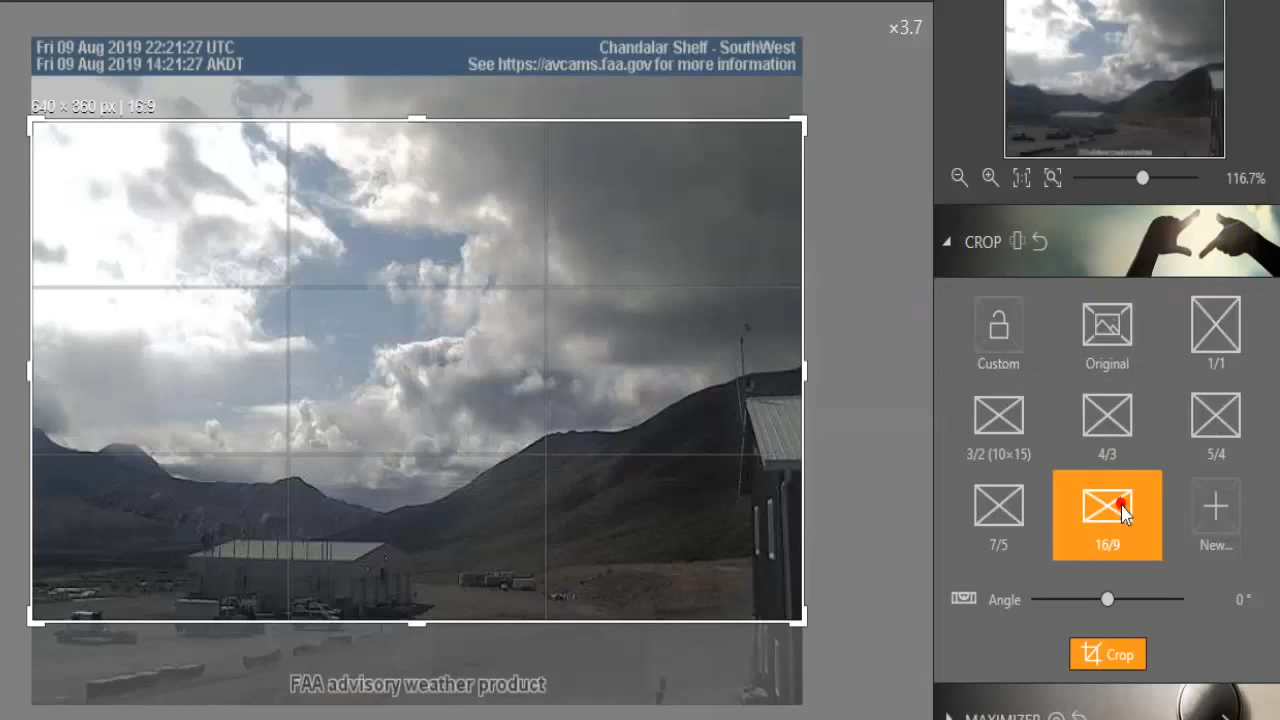 ×3.7
Fri 09 Aug 2019 22:21:27 UTC
Chandalar Shelf - SouthWest
Fri 09 Aug 2019 14:21:27 AKDT
See https://avcams.faa.gov for more information
640 × 360 px | 16:9
FAA advisory weather product
1:1
116.7%
CROP
Custom
Original
1/1
3/2 (10×15)
4/3
5/4
7/5
16/9
New...
Angle
0 °
Crop
MAXIMIZER